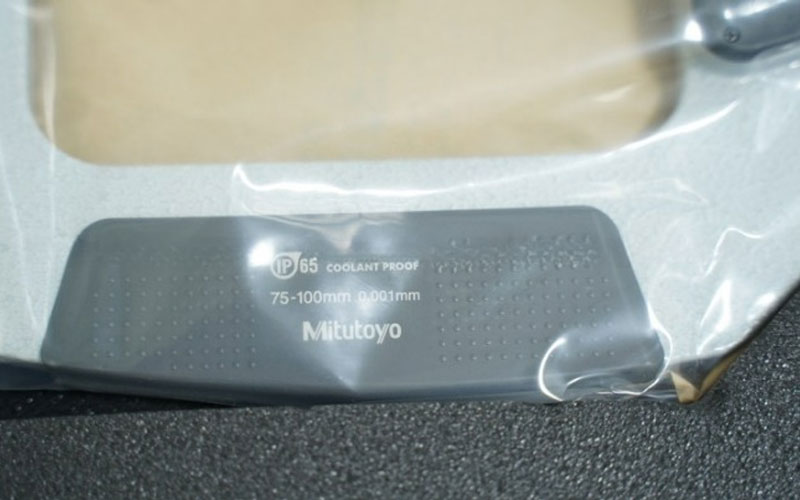 IP65 COOLANT PROOF
75-100mm 0.001mm
Mitutoyo